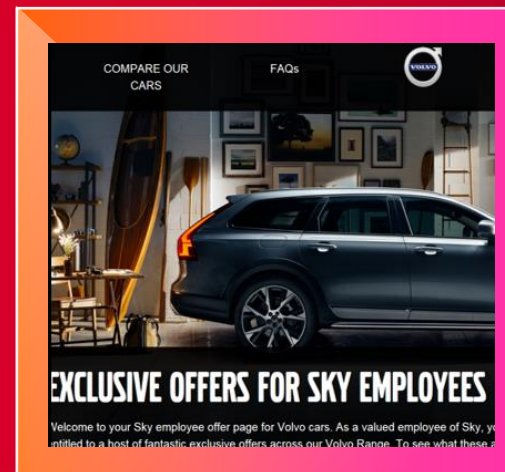 COMPARE OUR
CARS
FAQs
VOLVO
EXCLUSIVE OFFERS FOR SKY EMPLOYEES
Welcome to your Sky employee offer page for Volvo cars. As a valued employee of Sky,
entitled to a host of fantastic exclusive offers across our Volvo Range. To see what these